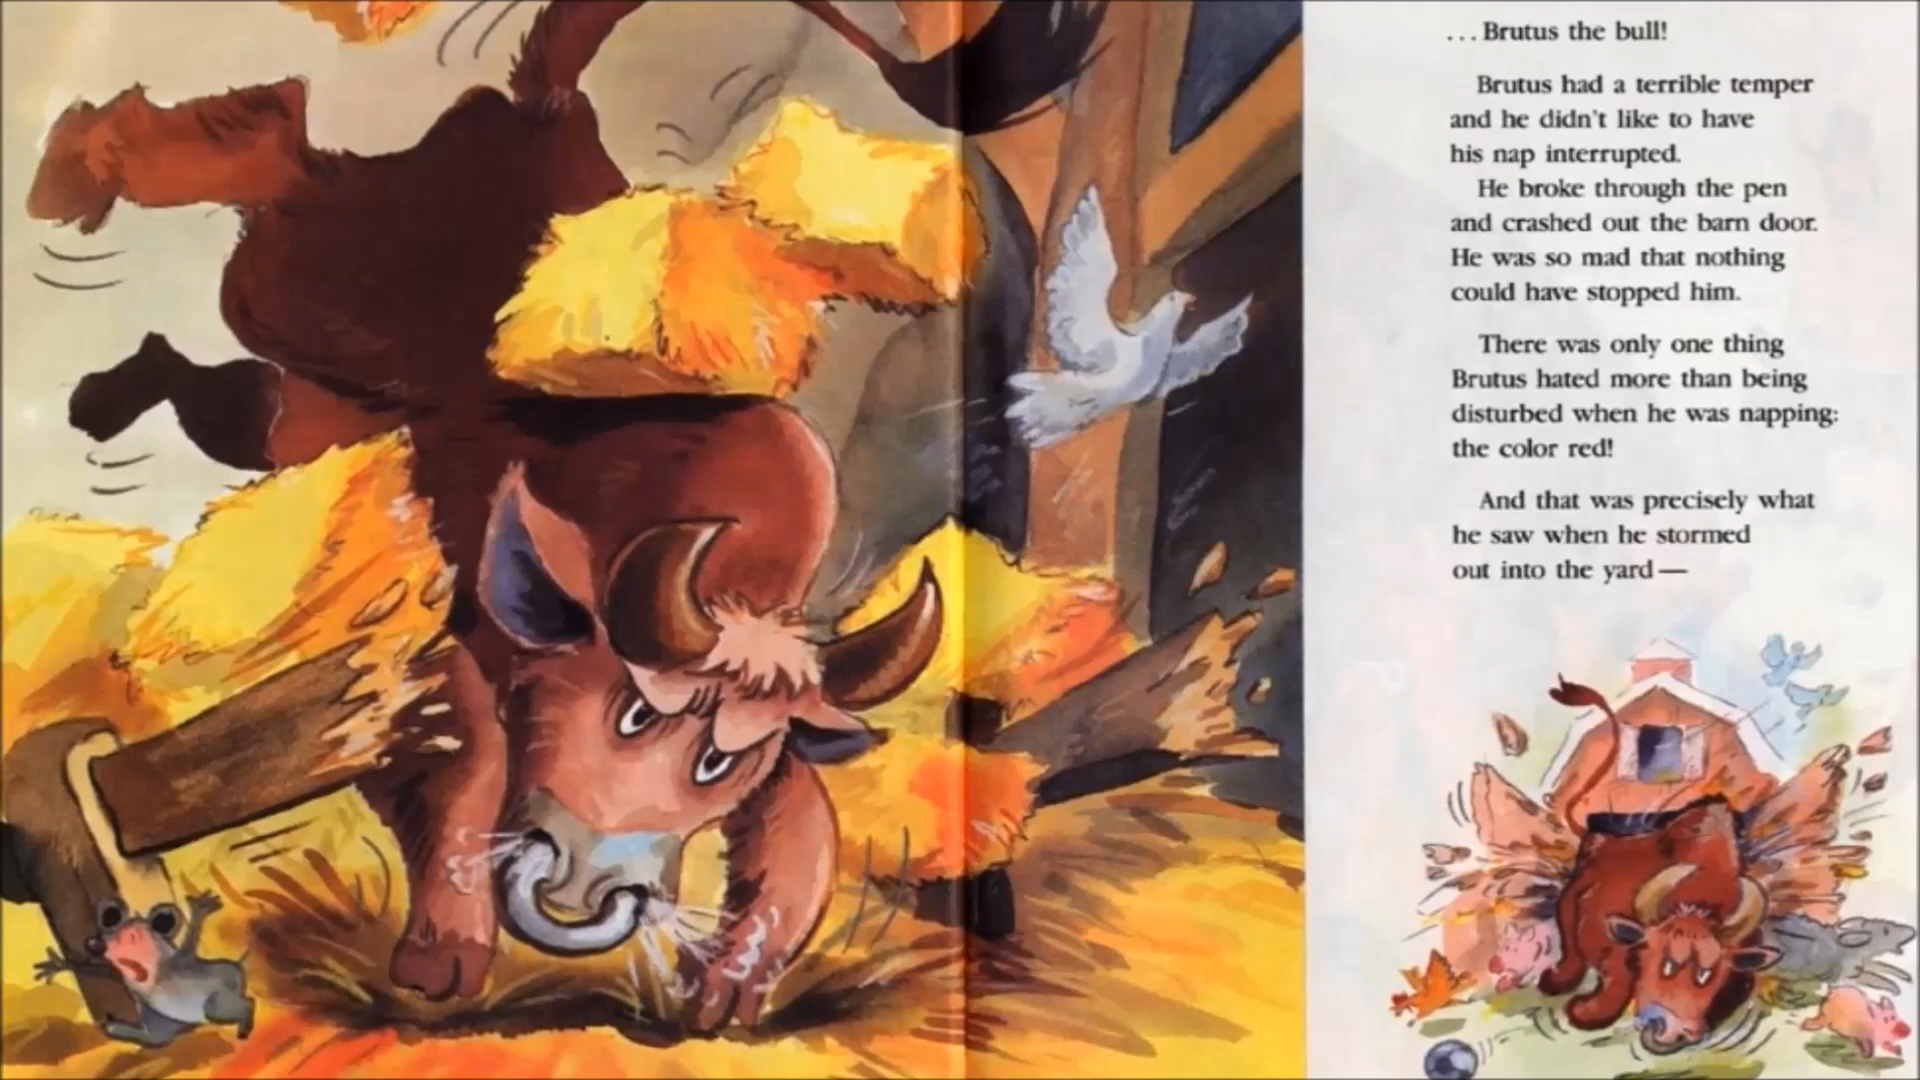 ...Brutus the bull!
Brutus had a terrible temper
and he didn't like to have
his nap interrupted.
He broke through the pen
and crashed out the barn door.
He was so mad that nothing
could have stopped him.
There was only one thing
Brutus hated more than being
disturbed when he was napping:
the color red!
And that was precisely what
he saw when he stormed
out into the yard—